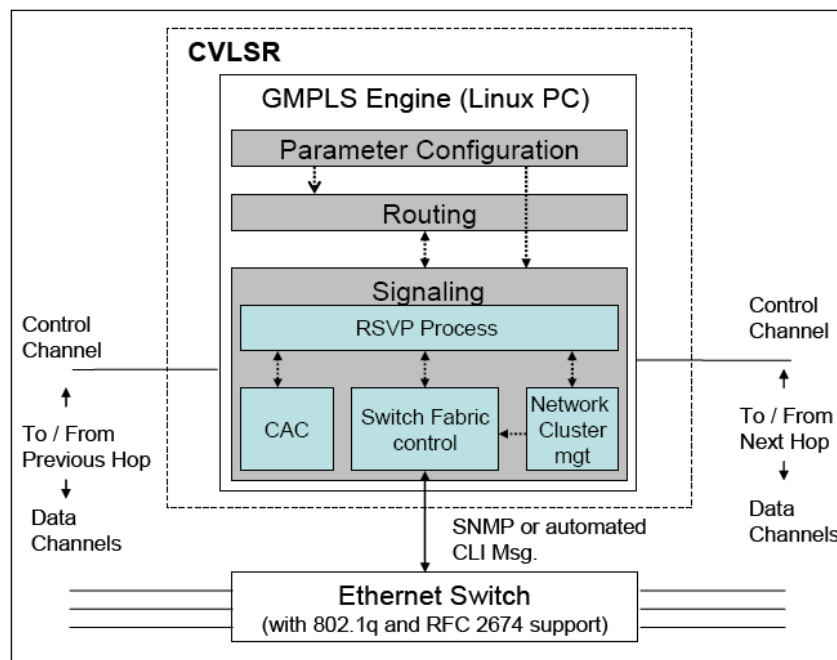 CVLSR
GMPLS Engine (Linux PC)
Parameter Configuration
Routing
Signaling
RSVP Process
CAC
Switch Fabric
control
Network
Cluster
mgt
Control
Channel
To / From
Previous Hop
Data
Channels
Control
Channel
To / From
Next Hop
Data
Channels
SNMP or automated
CLI Msg.
Ethernet Switch
(with 802.1q and RFC 2674 support)